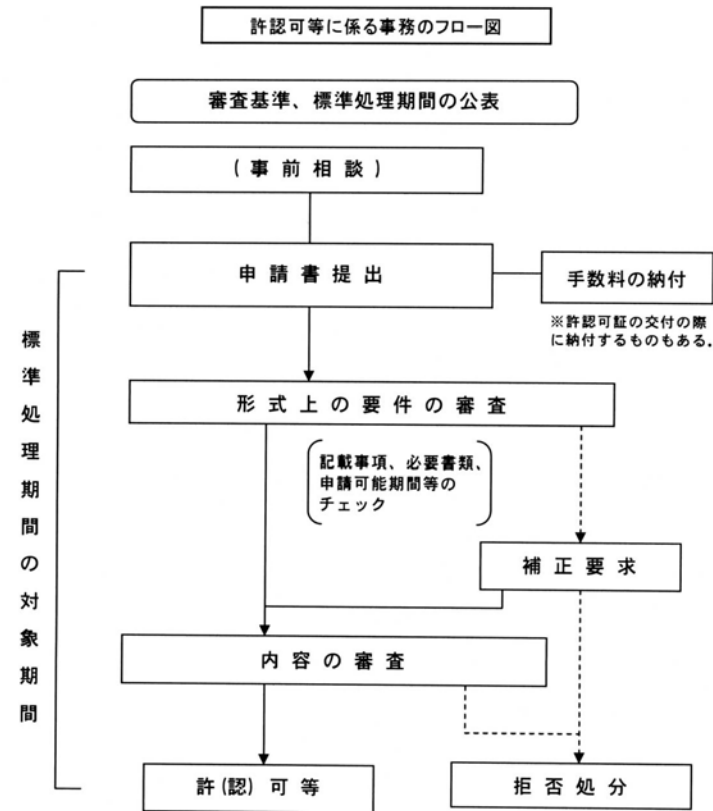 許認可等に係る事務のフロー図
審査基準、標準処理期間の公表
(事前相談)
申請書提出
手数料の納付
※許認可証の交付の際
に納付するものもある。
標準処理期間の対象期間
形式上の要件の審査
記載事項、必要書類、
申請可能期間等の
チェック
補正要求
内容の審査
許(認)可等
拒否処分